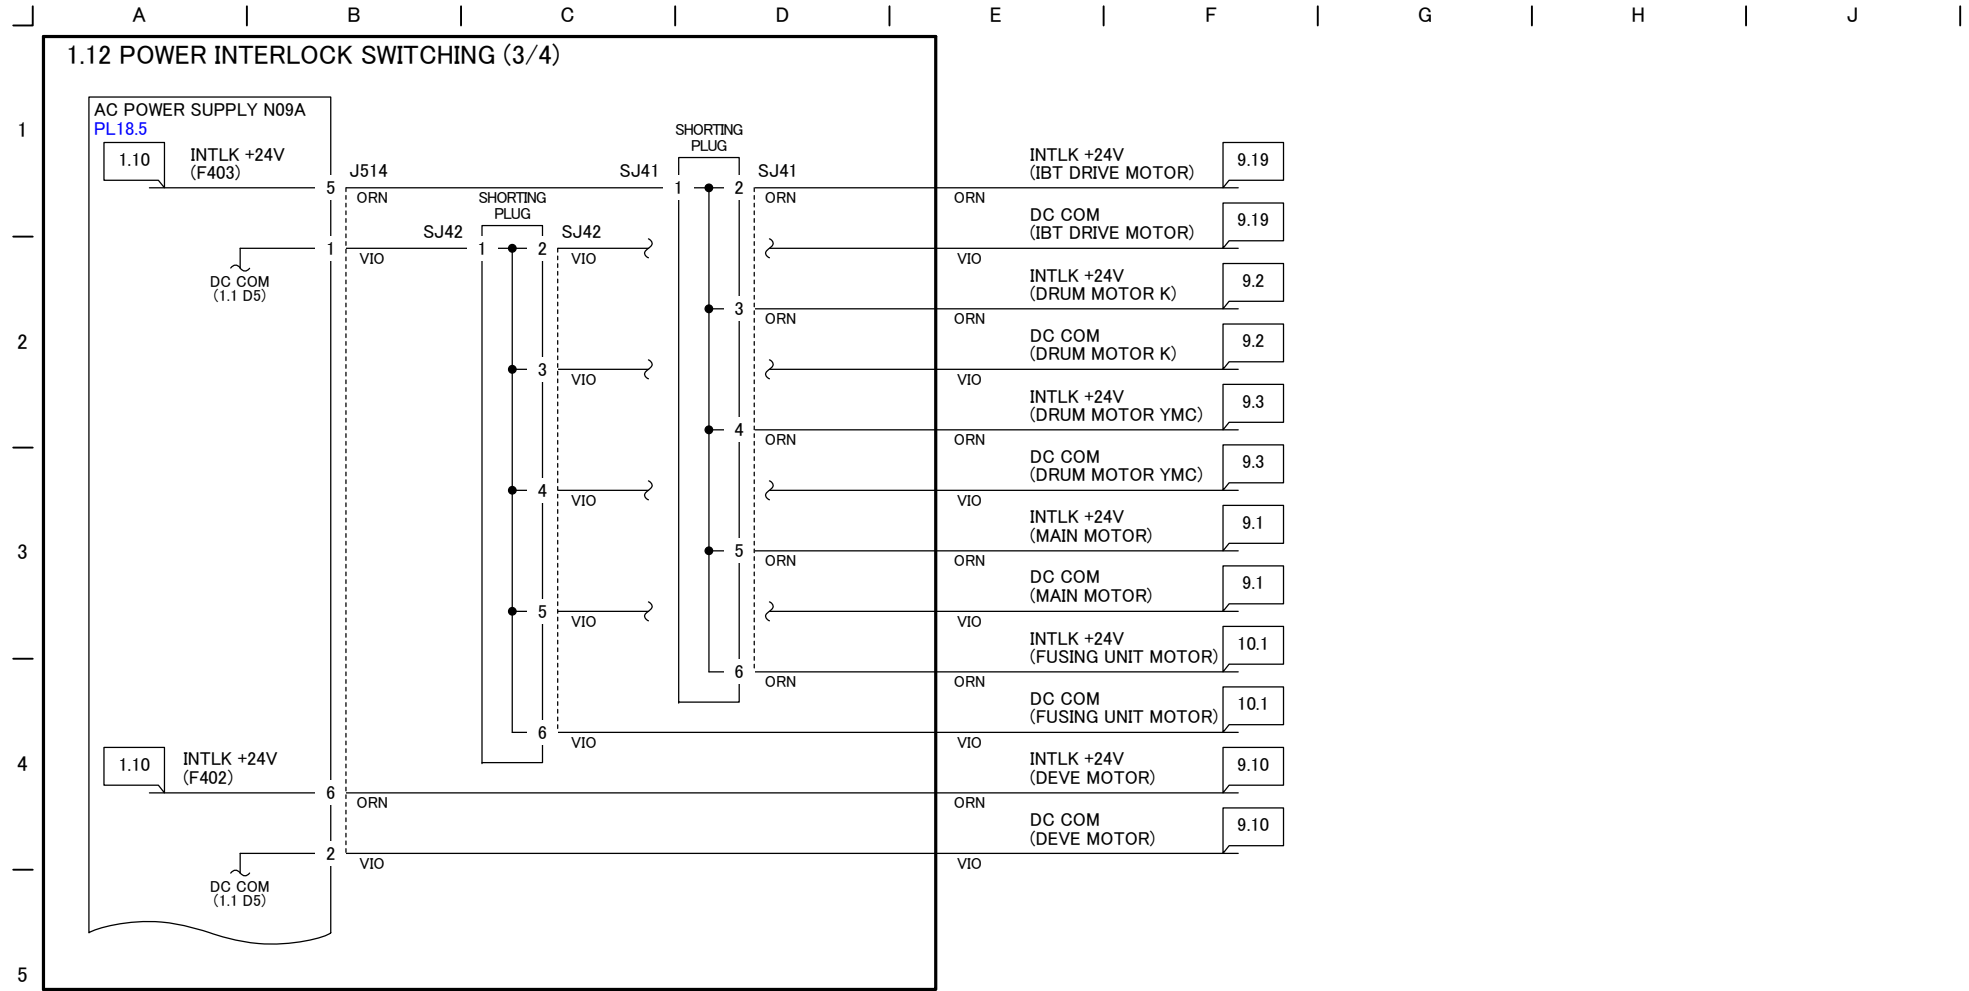 A B C D E F G H J
1.12 POWER INTERLOCK SWITCHING (3/4)
AC POWER SUPPLY N09A
PL18.5
1
1.10
INTLK +24V
(F403)
5
J514
ORN
SJ41
SHORTING
PLUG
1
2
SJ41
ORN
ORN
INTLK +24V
(IBT DRIVE MOTOR)
9.19
DC COM
(1.1 D5)
1
VIO
SJ42
SHORTING
PLUG
1
2
SJ42
VIO
VIO
DC COM
(IBT DRIVE MOTOR)
9.19
3
ORN
ORN
INTLK +24V
(DRUM MOTOR K)
9.2
2
3
VIO
VIO
DC COM
(DRUM MOTOR K)
9.2
4
ORN
ORN
INTLK +24V
(DRUM MOTOR YMC)
9.3
4
VIO
VIO
DC COM
(DRUM MOTOR YMC)
9.3
3
5
ORN
ORN
INTLK +24V
(MAIN MOTOR)
9.1
5
VIO
VIO
DC COM
(MAIN MOTOR)
9.1
6
ORN
ORN
INTLK +24V
(FUSING UNIT MOTOR)
10.1
6
VIO
VIO
DC COM
(FUSING UNIT MOTOR)
10.1
4
1.10
INTLK +24V
(F402)
6
ORN
ORN
INTLK +24V
(DEVE MOTOR)
9.10
2
VIO
VIO
DC COM
(DEVE MOTOR)
9.10
DC COM
(1.1 D5)
5